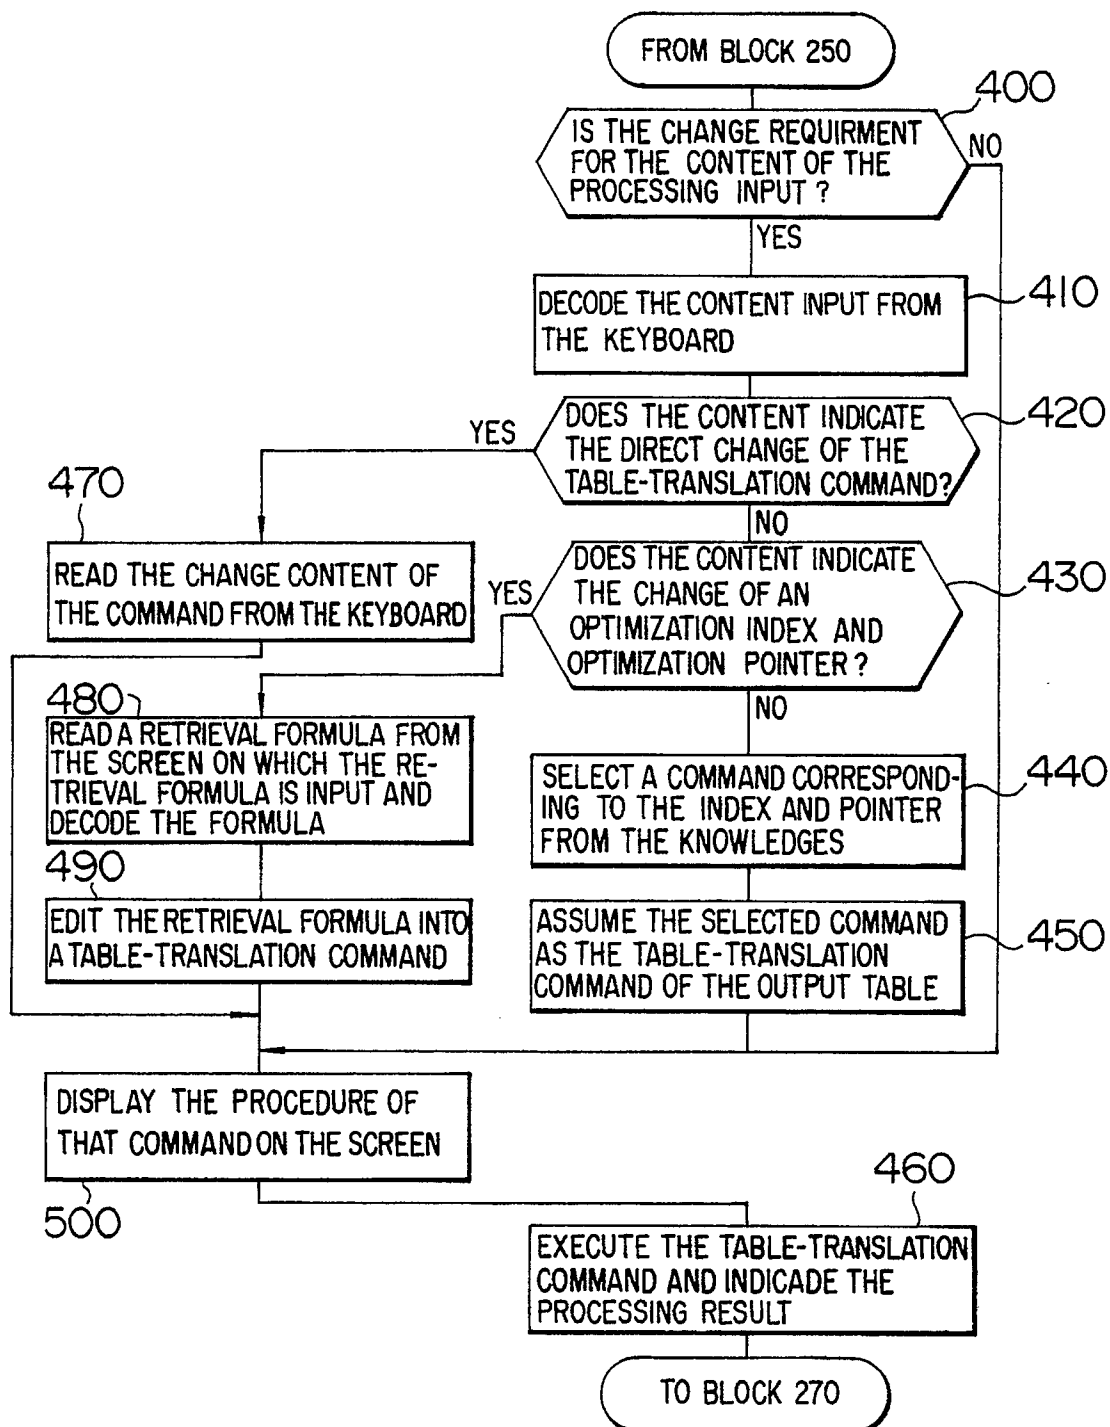 FROM BLOCK 250
400
IS THE CHANGE REQUIRMENT
FOR THE CONTENT OF THE
PROCESSING INPUT ?
NO
YES
DECODE THE CONTENT INPUT FROM
THE KEYBOARD
410
DOES THE CONTENT INDICATE
THE DIRECT CHANGE OF THE
TABLE-TRANSLATION COMMAND?
420
YES
NO
470
READ THE CHANGE CONTENT OF
THE COMMAND FROM THE KEYBOARD
DOES THE CONTENT INDICATE
THE CHANGE OF AN
OPTIMIZATION INDEX AND
OPTIMIZATION POINTER ?
430
YES
NO
480
READ A RETRIEVAL FORMULA FROM
THE SCREEN ON WHICH THE RE-
TRIEVAL FORMULA IS INPUT AND
DECODE THE FORMULA
SELECT A COMMAND CORRESPOND-
ING TO THE INDEX AND POINTER
FROM THE KNOWLEDGES
440
490
EDIT THE RETRIEVAL FORMULA INTO
A TABLE-TRANSLATION COMMAND
ASSUME THE SELECTED COMMAND
AS THE TABLE-TRANSLATION
COMMAND OF THE OUTPUT TABLE
450
DISPLAY THE PROCEDURE OF
THAT COMMAND ON THE SCREEN
500
460
EXECUTE THE TABLE-TRANSLATION
COMMAND AND INDICADE THE
PROCESSING RESULT
TO BLOCK 270